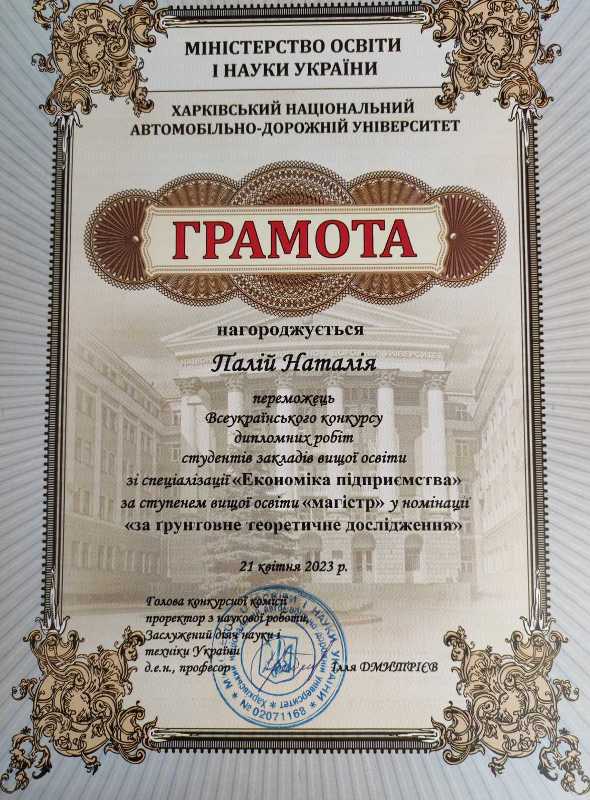 МІНІСТЕРСТВО ОСВІТИ
І НАУКИ УКРАЇНИ
ХАРКІВСЬКИЙ НАЦІОНАЛЬНИЙ
АВТОМОБІЛЬНО-ДОРОЖНІЙ УНІВЕРСИТЕТ
ГРАМОТА
нагороджується
Палій Наталія
переможець
Всеукраїнського конкурсу
дипломних робіт
студентів закладів вищої освіти
зі спеціалізації «Економіка підприємства»
за ступенем вищої освіти «магістр» у номінації
«за ґрунтовне теоретичне дослідження»
21 квітня 2023 р.
Голова конкурсної комісії
проректор з наукової роботи,
Заслужений діяч науки і
техніки України
д.е.н., професор Ілля ДМИТРІЄВ
№ 02071168